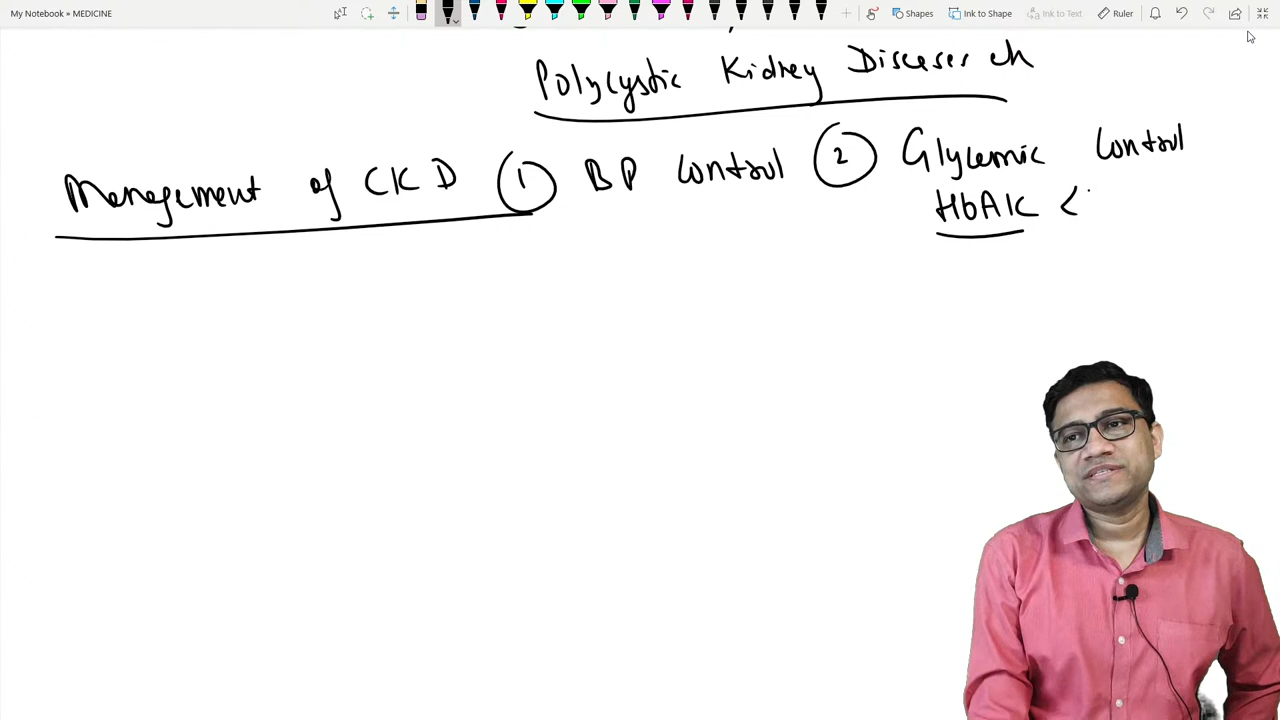 My Notebook » MEDICINE
Shapes Ink to Shape Ink to Text Ruler
Polycystic Kidney Diseases ch
Management of CKD ① BP control ② Glycemic control
HbA1c <